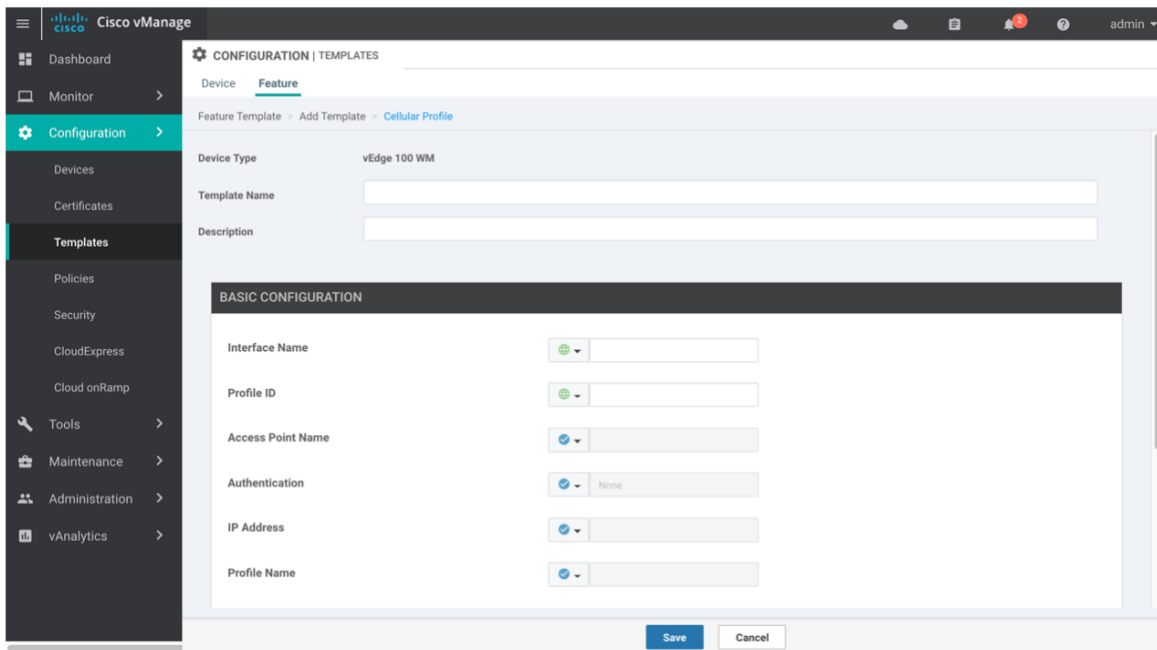 cisco Cisco vManage
2
admin
Dashboard
Monitor
Configuration
Devices
Certificates
Templates
Policies
Security
CloudExpress
Cloud onRamp
Tools
Maintenance
Administration
vAnalytics
CONFIGURATION | TEMPLATES
Device Feature
Feature Template > Add Template > Cellular Profile
Device Type vEdge 100 WM
Template Name
Description
BASIC CONFIGURATION
Interface Name
Profile ID
Access Point Name
Authentication None
IP Address
Profile Name
Save Cancel